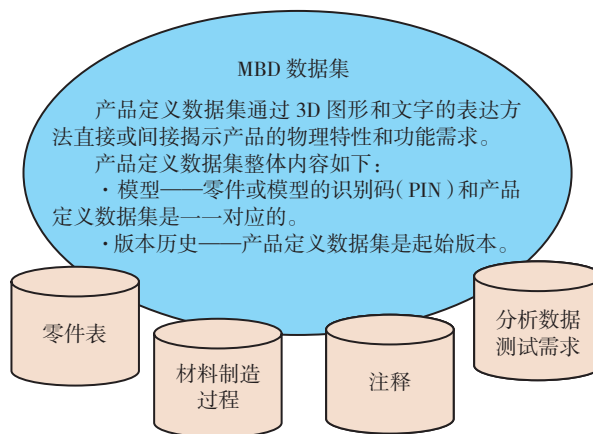 MBD 数据集
产品定义数据集通过 3D 图形和文字的表达方
法直接或间接揭示产品的物理特性和功能需求。
产品定义数据集整体内容如下：
·模型——零件或模型的识别码（PIN）和产品
定义数据集是一一对应的。
·版本历史——产品定义数据集是起始版本。
零件表
材料制造
过程
注释
分析数据
测试需求